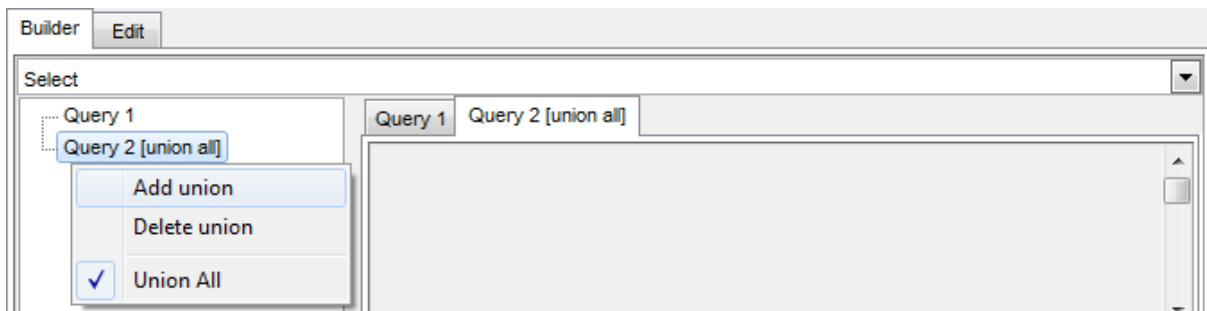 Builder Edit
Select
Query 1
Query 2 [union all]
Add union
Delete union
Union All
Query 1 Query 2 [union all]